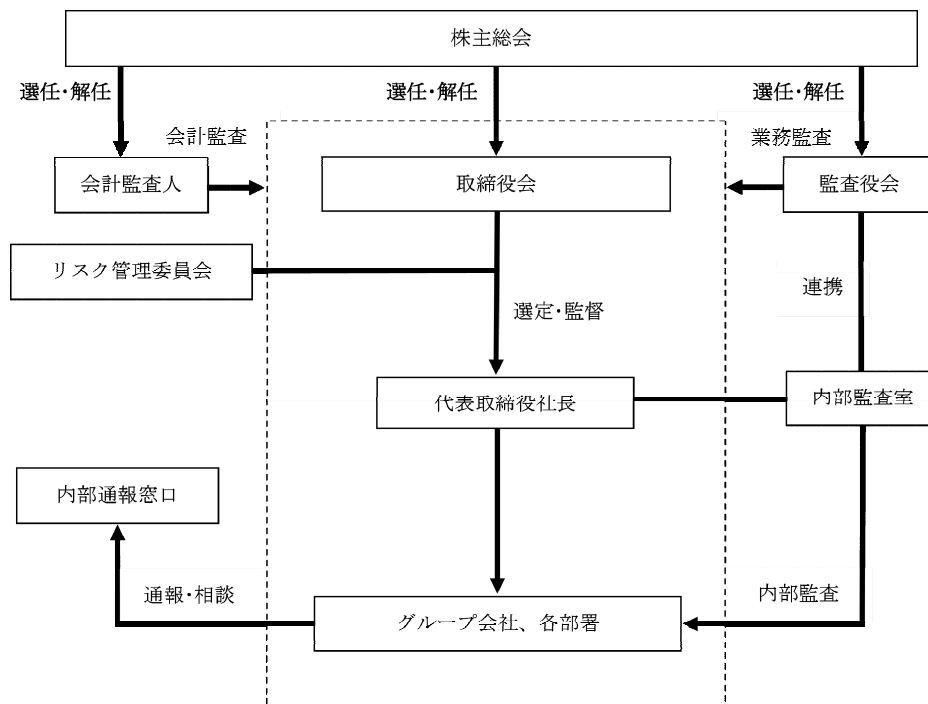 株主総会
選任・解任
選任・解任
選任・解任
会計監査
業務監査
会計監査人
取締役会
監査役会
リスク管理委員会
連携
選定・監督
代表取締役社長
内部監査室
内部通報窓口
通報・相談
内部監査
グループ会社、各部署